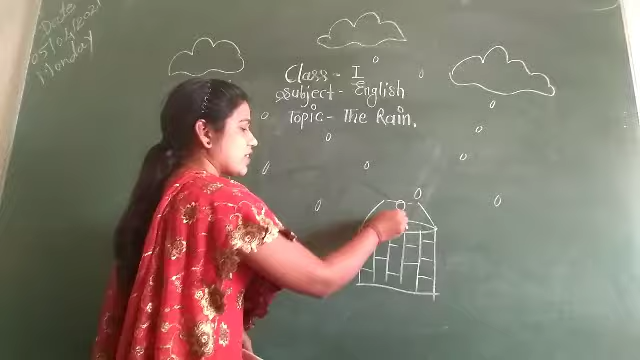 Date
05/04/2021
Monday
Class - I
Subject - English
Topic - The Rain.